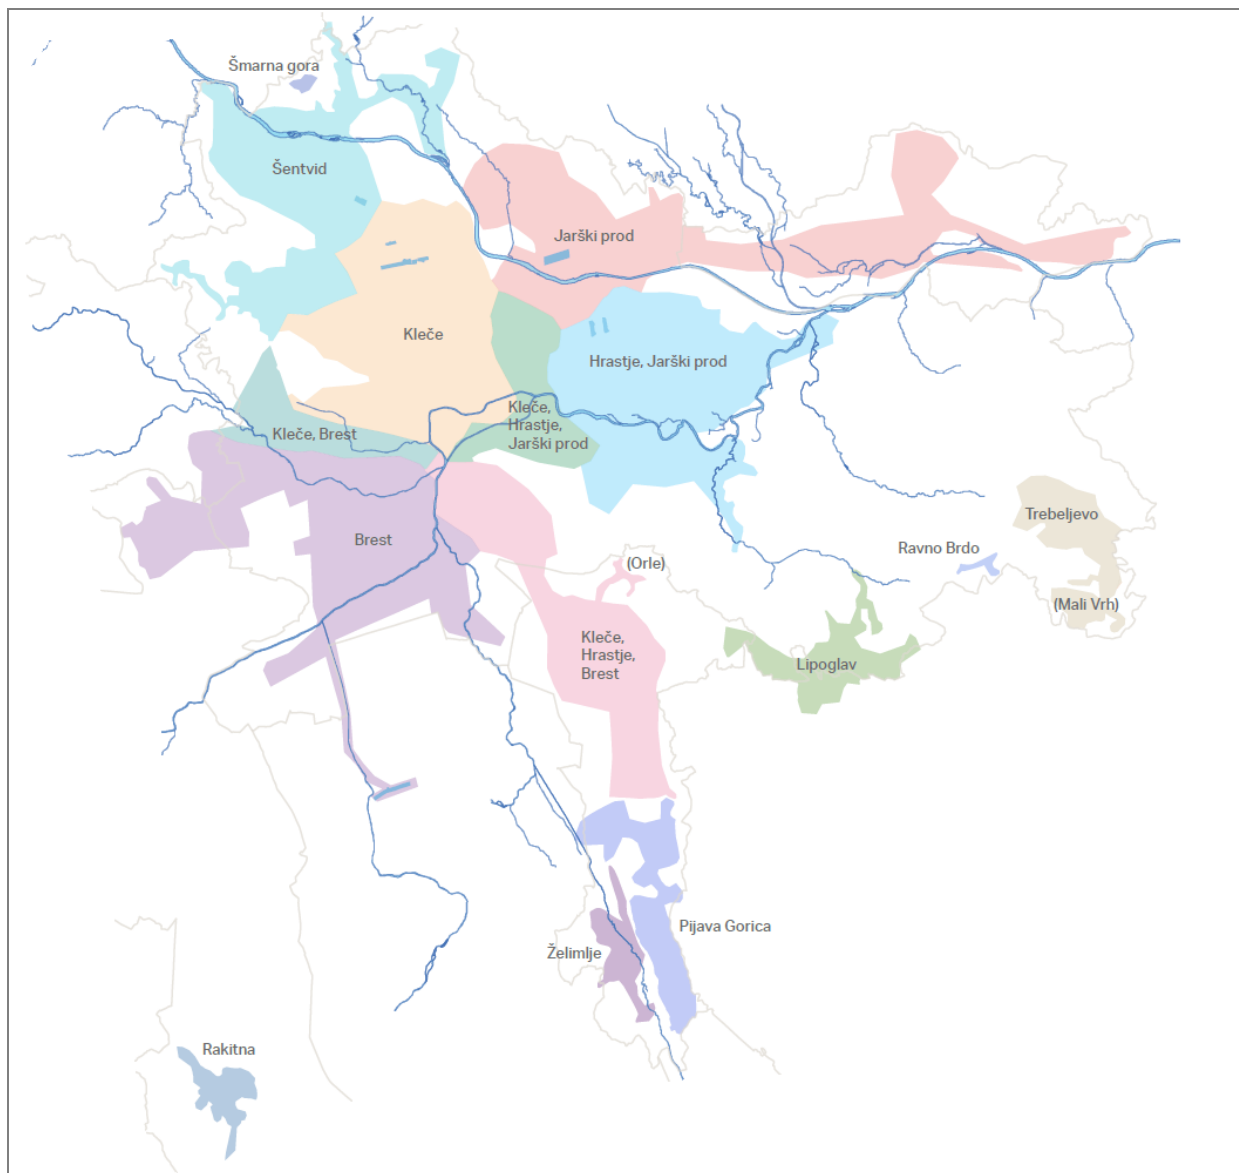 Šmarna gora
Šentvid
Jarški prod
Kleče
Hrastje, Jarški prod
Kleče,
Hrastje,
Jarški prod
Kleče, Brest
Brest
Trebeljevo
Ravno Brdo
(Orle)
(Mali Vrh)
Kleče,
Hrastje,
Brest
Lipoglav
Pijava Gorica
Želimlje
Rakitna